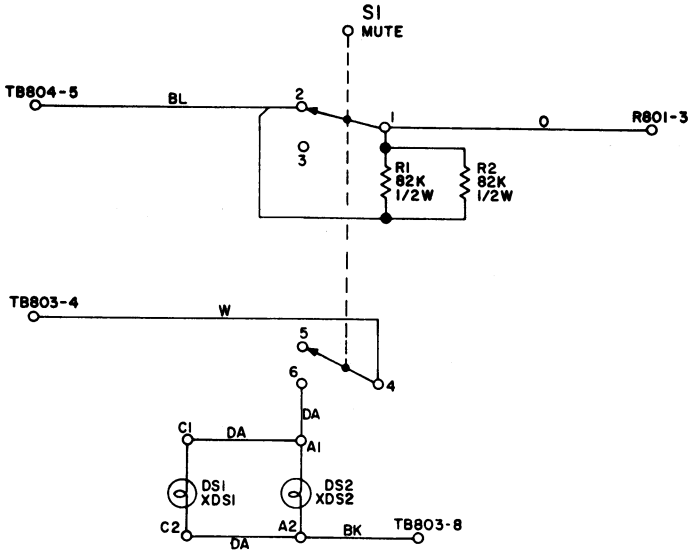 S1
MUTE
TB804-5
BL
2
1
O
R801-3
3
R1
82K
1/2W
R2
82K
1/2W
TB803-4
W
5
4
6
DA
C1
DA
A1
DS1
XDS1
DS2
XDS2
C2
DA
A2
BK
TB803-8